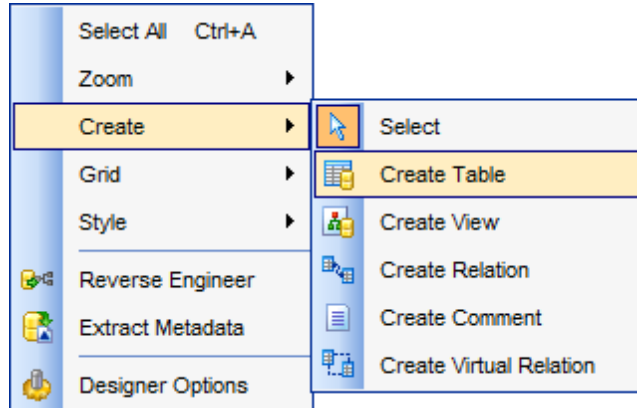 Select All Ctrl+A
Zoom
Create
Grid
Style
Reverse Engineer
Extract Metadata
Designer Options
Select
Create Table
Create View
Create Relation
Create Comment
Create Virtual Relation